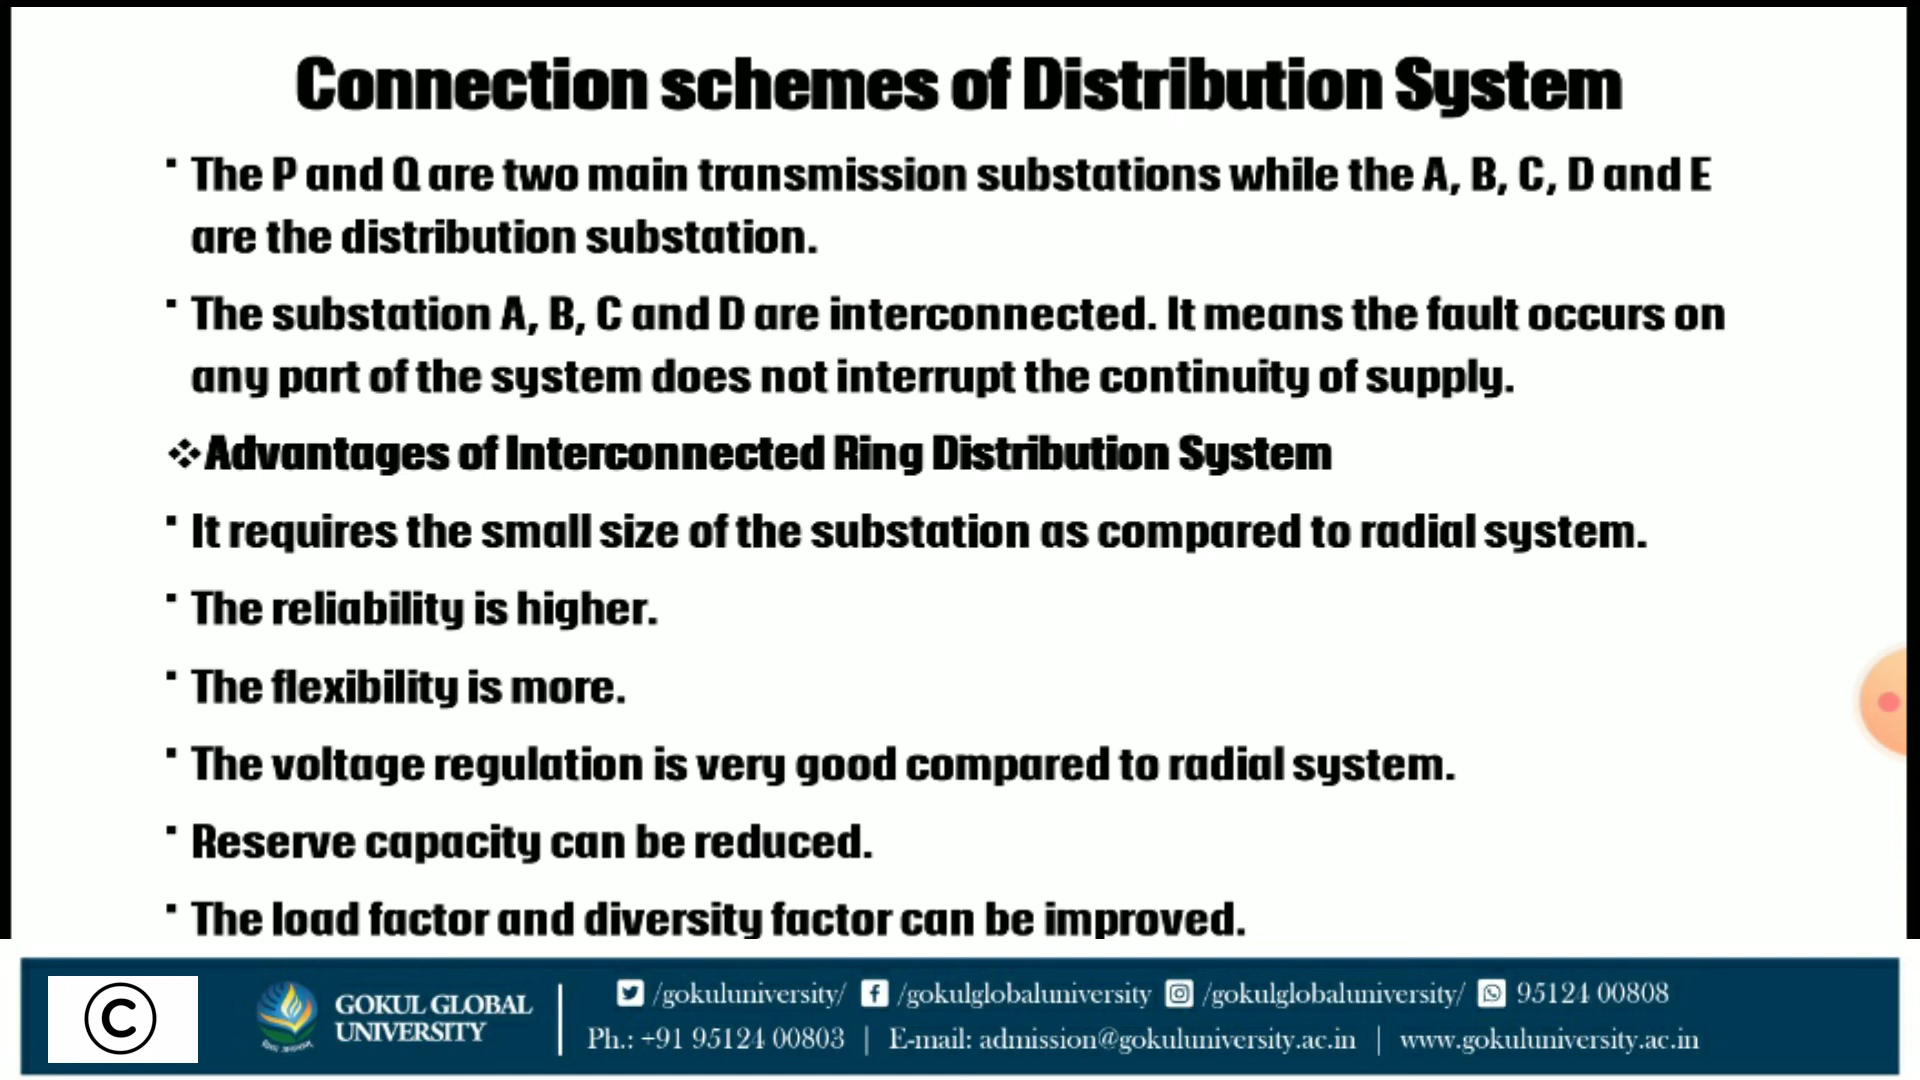 Connection schemes of Distribution System
▪ The P and Q are two main transmission substations while the A, B, C, D and E
are the distribution substation.
▪ The substation A, B, C and D are interconnected. It means the fault occurs on
any part of the system does not interrupt the continuity of supply.
❖Advantages of Interconnected Ring Distribution System
▪ It requires the small size of the substation as compared to radial system.
▪ The reliability is higher.
▪ The flexibility is more.
▪ The voltage regulation is very good compared to radial system.
▪ Reserve capacity can be reduced.
▪ The load factor and diversity factor can be improved.
©
GOKUL GLOBAL
UNIVERSITY
/gokuluniversity/ /gokulglobaluniversity /gokulglobaluniversity/ 95124 00808
Ph.: +91 95124 00803 | E-mail: admission@gokuluniversity.ac.in | www.gokuluniversity.ac.in